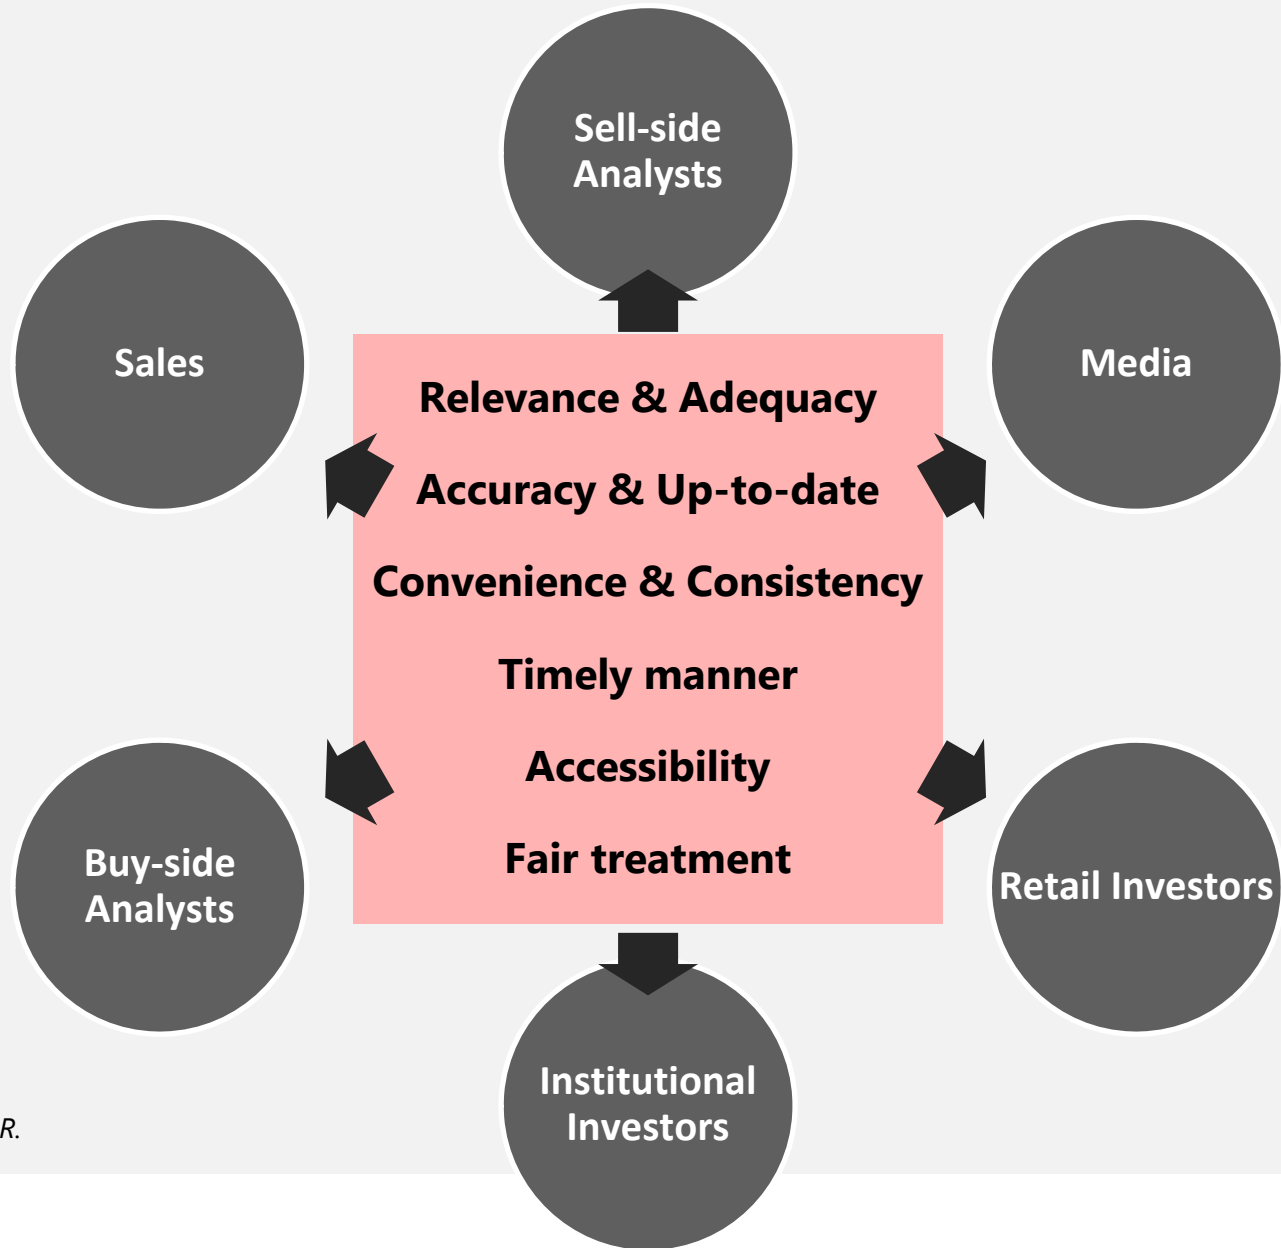 Sell-side
Analysts
Sales
Media
Relevance & Adequacy
Accuracy & Up-to-date
Convenience & Consistency
Timely manner
Accessibility
Fair treatment
Buy-side
Analysts
Retail Investors
Institutional
Investors
R.